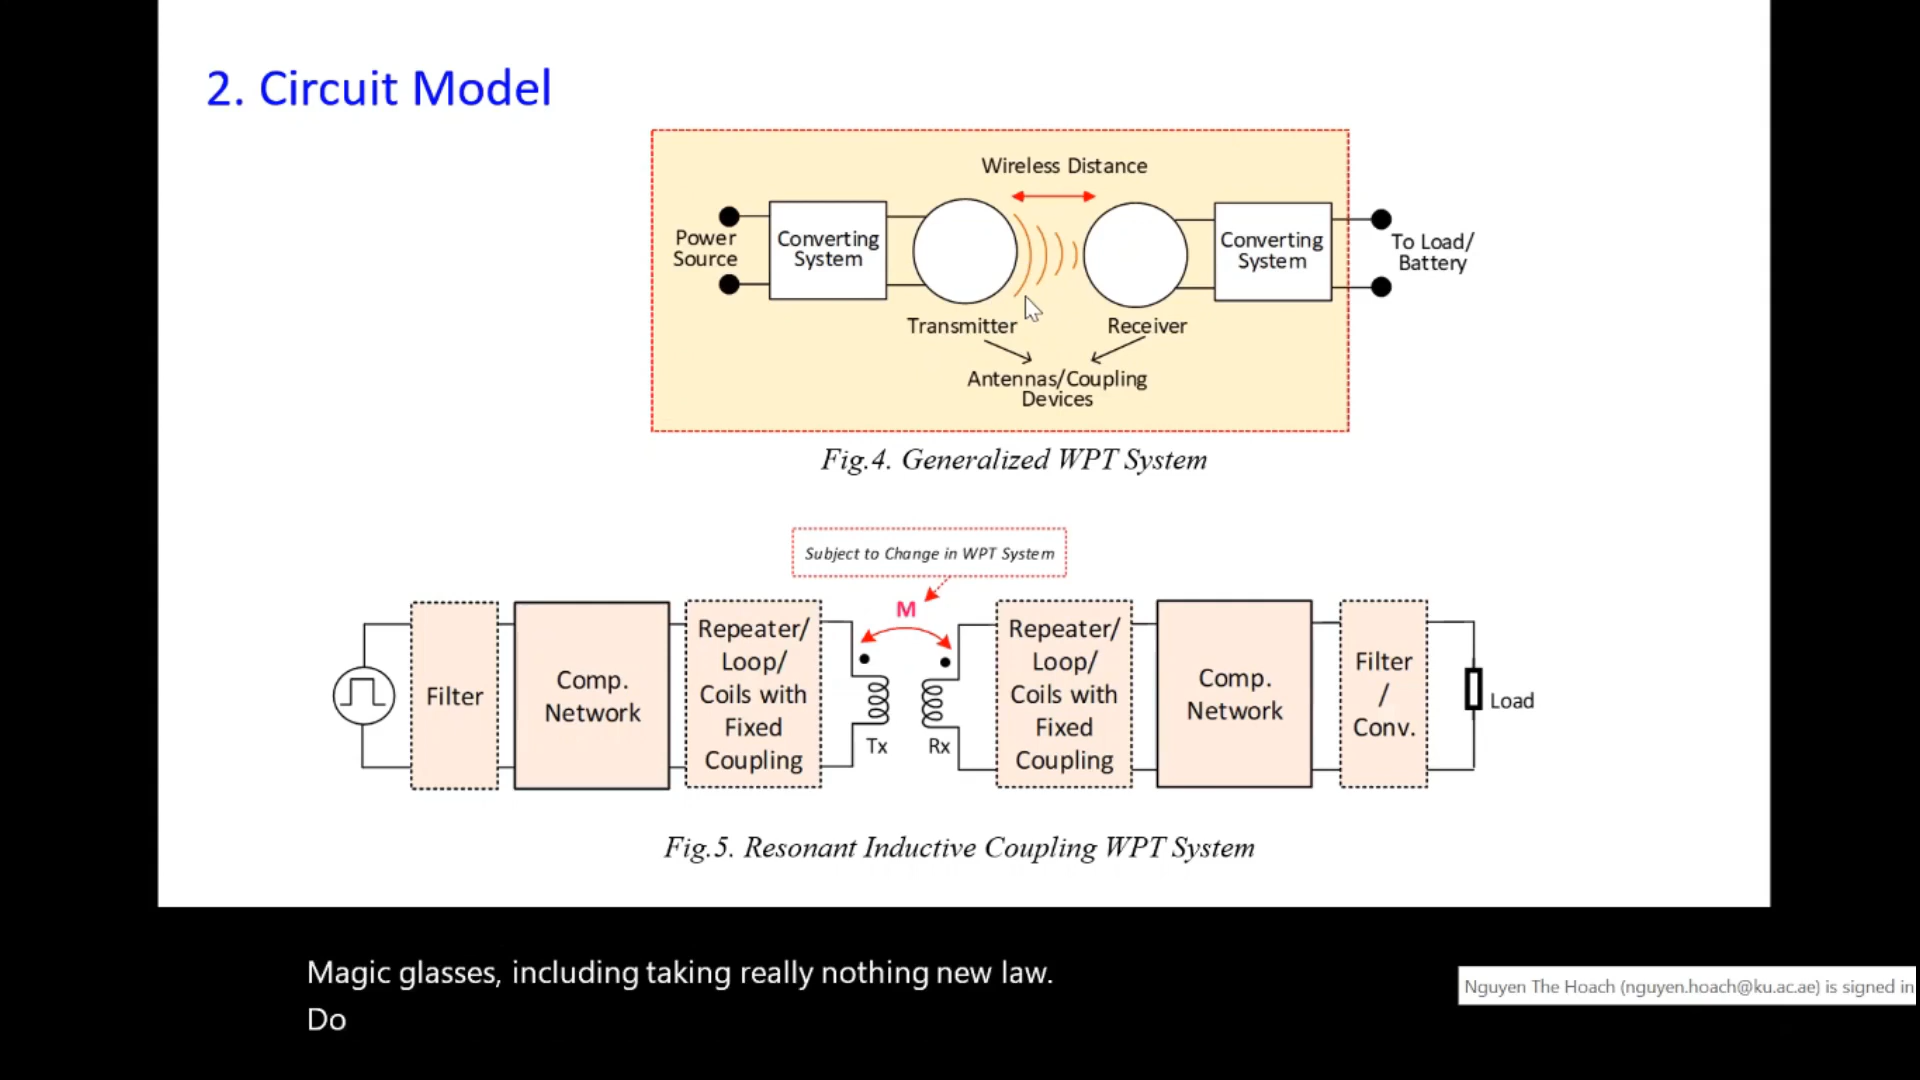 2. Circuit Model
Wireless Distance
Power
Source
Converting
System
Converting
System
To Load/
Battery
Transmitter
Receiver
Antennas/Coupling
Devices
Fig.4. Generalized WPT System
Subject to Change in WPT System
M
Filter
Comp.
Network
Repeater/
Loop/
Coils with
Fixed
Coupling
Tx
Rx
Repeater/
Loop/
Coils with
Fixed
Coupling
Comp.
Network
Filter
/
Conv.
Load
Fig.5. Resonant Inductive Coupling WPT System
Magic glasses, including taking really nothing new law.
Do
Nguyen The Hoach (nguyen.hoach@ku.ac.ae) is signed in